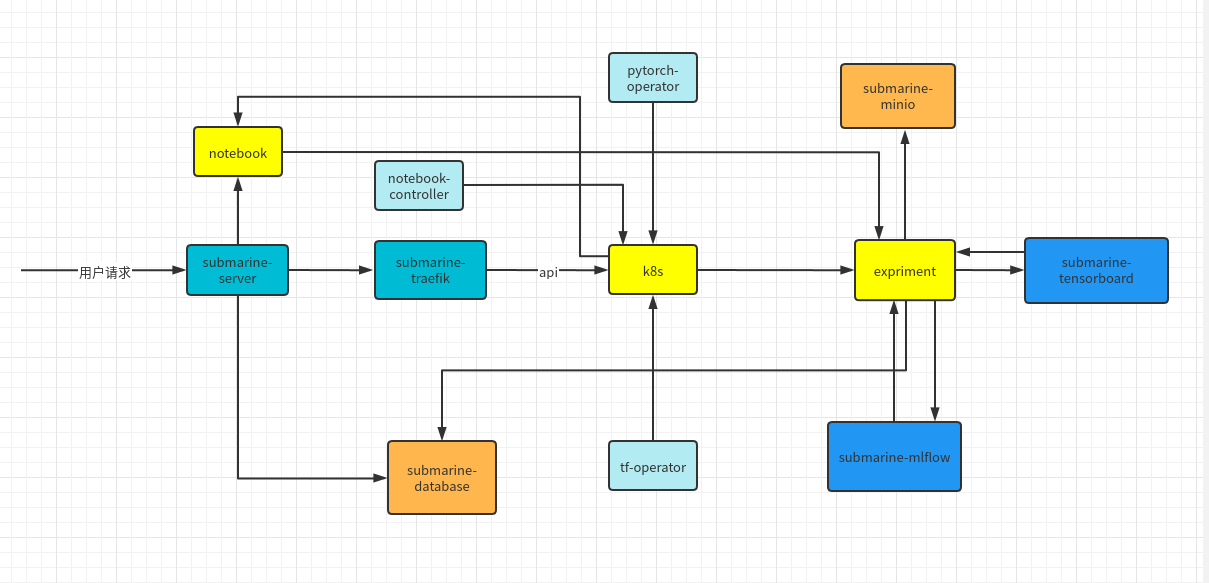 pytorch-
operator
submarine-
minio
notebook
notebook-
controller
用户请求
submarine-
server
submarine-
traefik
api
k8s
expriment
submarine-
tensorboard
submarine-
database
tf-operator
submarine-mlflow